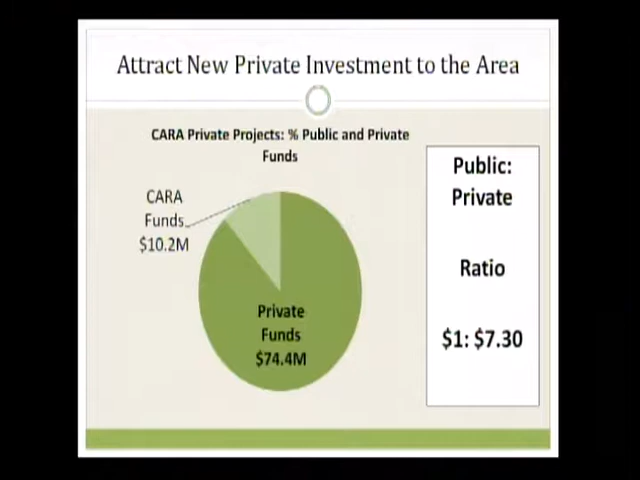 Attract New Private Investment to the Area
CARA Private Projects: % Public and Private
Funds
CARA
Funds
$10.2M
Private
Funds
$74.4M
Public:
Private
Ratio
$1: $7.30